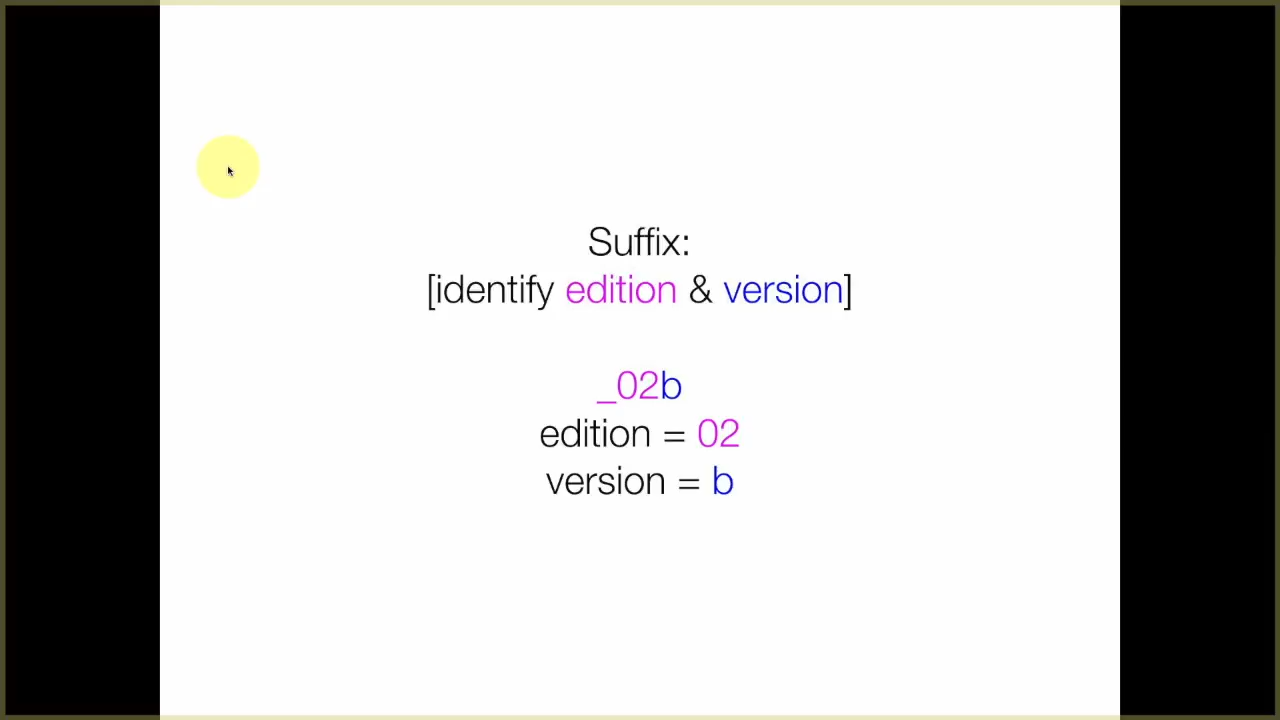 Suffix:
[identify edition & version]
_02b
edition = 02
version = b